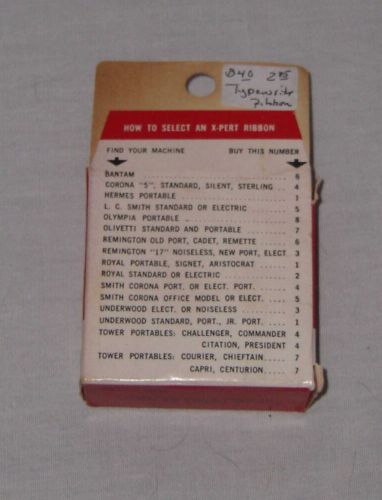 B40 2.95
Typewriter
ribbon
HOW TO SELECT AN X-PERT RIBBON
FIND YOUR MACHINE BUY THIS NUMBER
BANTAM 6
CORONA "5", STANDARD, SILENT, STERLING .. 4
HERMES PORTABLE .......... 1
L. C. SMITH STANDARD OR ELECTRIC ........ 5
OLYMPIA PORTABLE .. 8
OLIVETTI STANDARD AND PORTABLE .......... 7
REMINGTON OLD PORT, CADET, REMETTE ..... 6
REMINGTON "17" NOISELESS, NEW PORT, ELECT 3
ROYAL PORTABLE, SIGNET, ARISTOCRAT ...... 1
ROYAL STANDARD OR ELECTRIC .............. 2
SMITH CORONA PORT. OR ELECT. PORT. ...... 4
SMITH CORONA OFFICE MODEL OR ELECT. ..... 5
UNDERWOOD ELECT. OR NOISELESS ........... 3
UNDERWOOD STANDARD, PORT., JR. PORT. .... 1
TOWER PORTABLES: CHALLENGER, COMMANDER 4
CITATION, PRESIDENT 4
TOWER PORTABLES: COURIER, CHIEFTAIN..... 7
CAPRI, CENTURION ..... 7